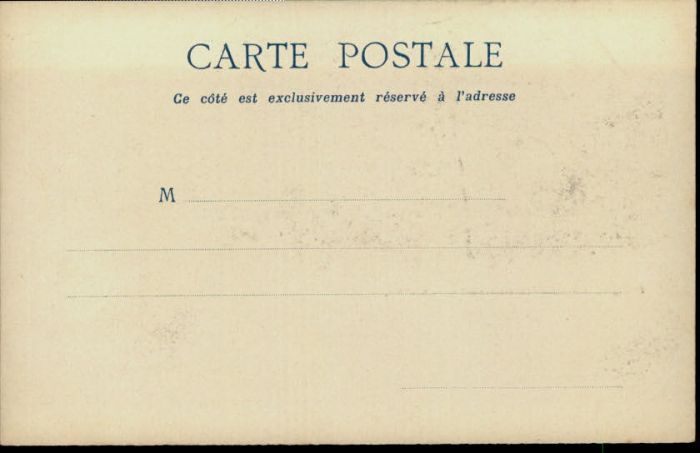 CARTE POSTALE
Ce côté est exclusivement réservé à l'adresse
M